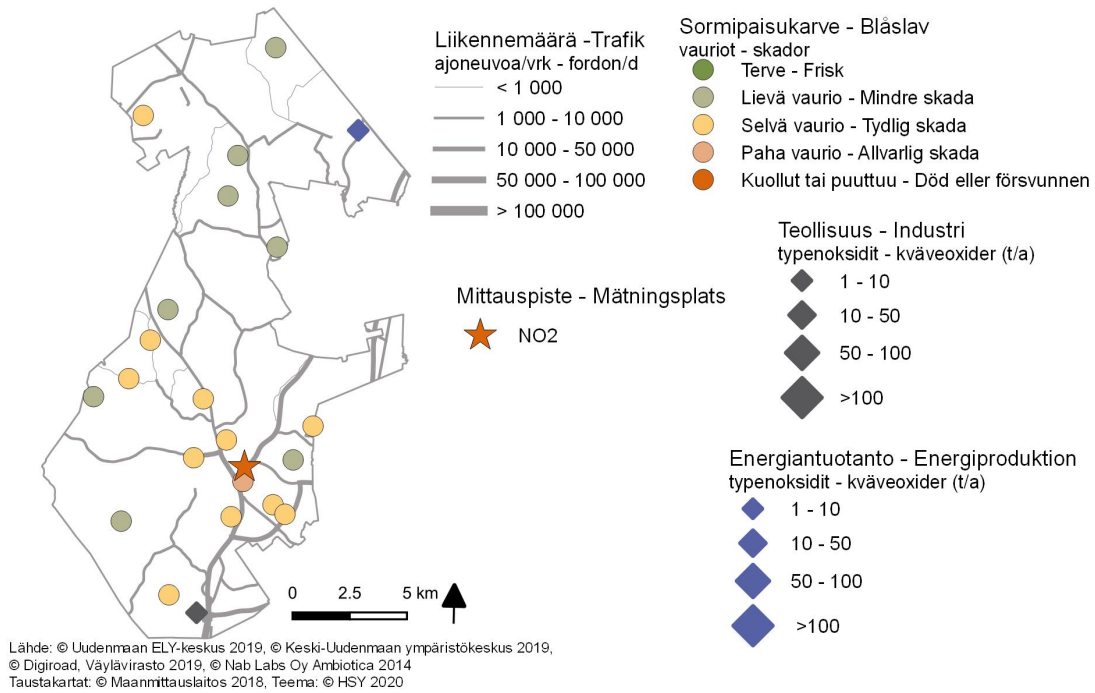 Liikennemäärä -Trafik
ajoneuvoa/vrk - fordon/d
< 1 000
1 000 - 10 000
10 000 - 50 000
50 000 - 100 000
> 100 000
Sormipaisukarve - Blåslav
vauriot - skador
Terve - Frisk
Lievä vaurio - Mindre skada
Selvä vaurio - Tydlig skada
Paha vaurio - Allvarlig skada
Kuollut tai puuttuu - Död eller försvunnen
Mittauspiste - Mätningsplats
NO2
Teollisuus - Industri
typenoksidit - kväveoxider (t/a)
1 - 10
10 - 50
50 - 100
>100
Energiantuotanto - Energiproduktion
typenoksidit - kväveoxider (t/a)
1 - 10
10 - 50
50 - 100
>100
0 2.5 5 km
Lähde: © Uudenmaan ELY-keskus 2019, © Keski-Uudenmaan ympäristökeskus 2019,
© Digiroad, Väylävirasto 2019, © Nab Labs Oy Ambiotica 2014
Taustakartat: © Maanmittauslaitos 2018, Teema: © HSY 2020